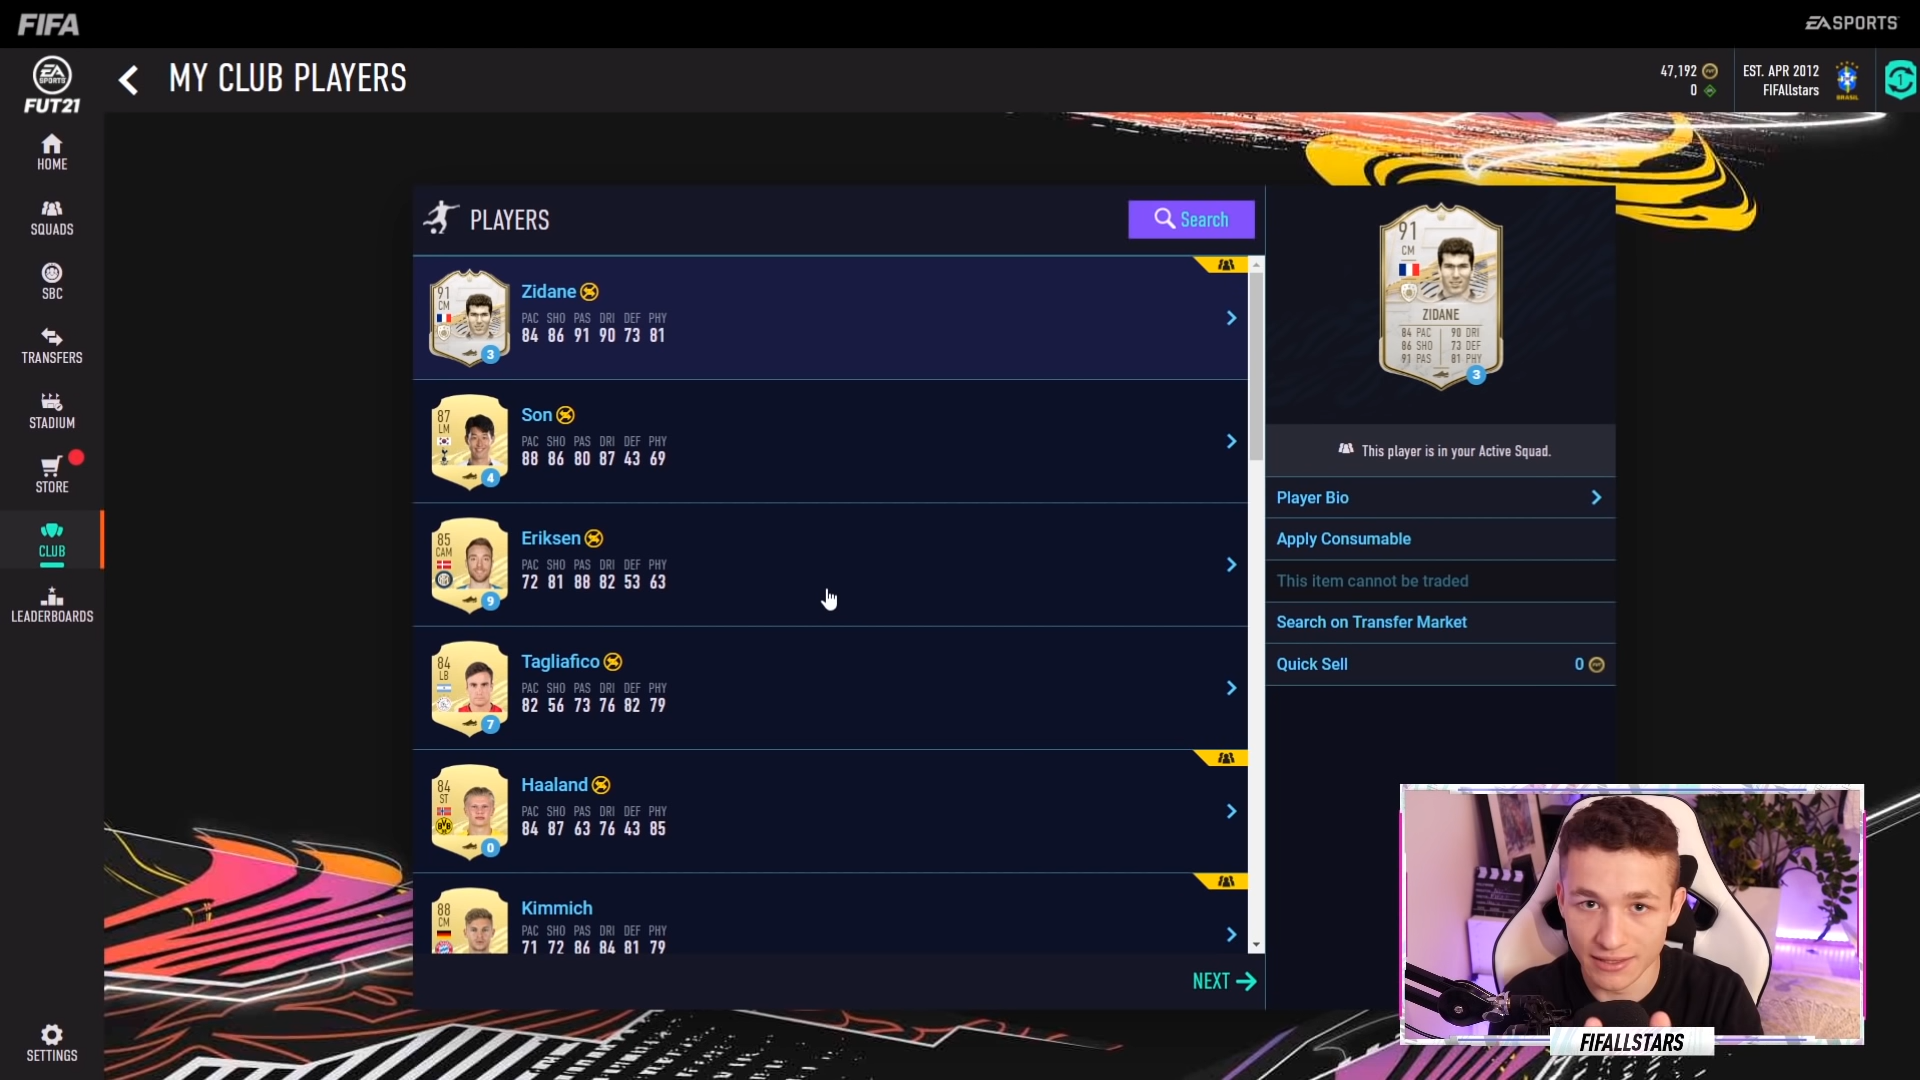 FIFA
EA SPORTS
EA SPORTS
FUT21
MY CLUB PLAYERS
47,192
0
EST. APR 2012
FIFAllstars
BRASIL
1
HOME
SQUADS
SBC
TRANSFERS
STADIUM
STORE
CLUB
LEADERBOARDS
SETTINGS
PLAYERS
Search
91
CM
3
Zidane
PAC SHO PAS DRI DEF PHY
84 86 91 90 73 81
87
LM
4
Son
PAC SHO PAS DRI DEF PHY
88 86 80 87 43 69
85
CAM
9
Eriksen
PAC SHO PAS DRI DEF PHY
72 81 88 82 53 63
84
LB
7
Tagliafico
PAC SHO PAS DRI DEF PHY
82 56 73 76 82 79
84
ST
BVB
0
Haaland
PAC SHO PAS DRI DEF PHY
84 87 63 76 43 85
88
CM
Kimmich
PAC SHO PAS DRI DEF PHY
71 72 86 84 81 79
NEXT
91
CM
ZIDANE
84 PAC 90 DRI
86 SHO 73 DEF
91 PAS 81 PHY
3
This player is in your Active Squad.
Player Bio
Apply Consumable
This item cannot be traded
Search on Transfer Market
Quick Sell 0
FIFALLSTARS